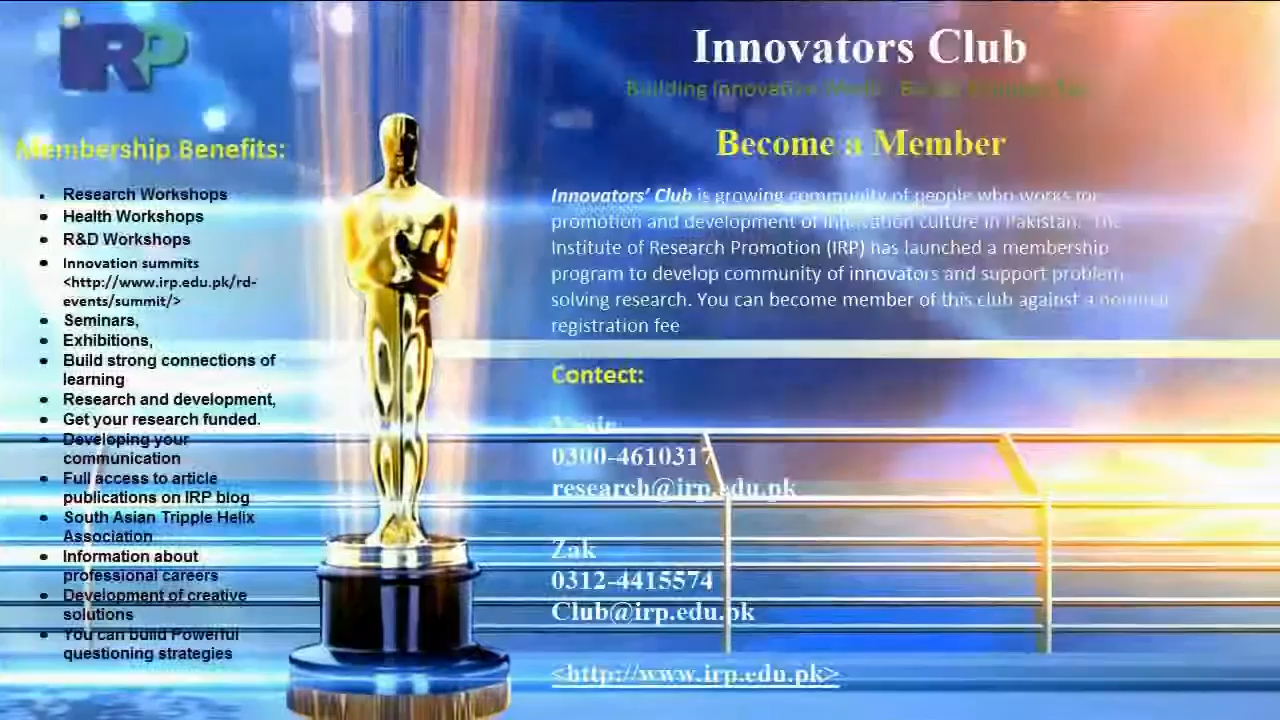 iRP
Innovators Club
Building Innovative
Become a Member
Membership Benefits:
Research Workshops
Health Workshops
R&D Workshops
Innovation summits
<http://www.irp.edu.pk/rd-
events/summit/>
Seminars,
Exhibitions,
Build strong connections of
learning
Research and development,
Get your research funded.
Developing your
communication
Full access to article
publications on IRP blog
South Asian Tripple Helix
Association
Information about
professional careers
Development of creative
solutions
You can build Powerful
questioning strategies
Innovators' Club is growing community of people who works for
promotion and development of innovation culture in Pakistan. The
Institute of Research Promotion (IRP) has launched a membership
program to develop community of innovators and support problem
solving research. You can become member of this club against a nominal
registration fee
Contect:
0300-4610317
research@irp.edu.pk
Zak
0312-4415574
Club@irp.edu.pk
<http://www.irp.edu.pk>